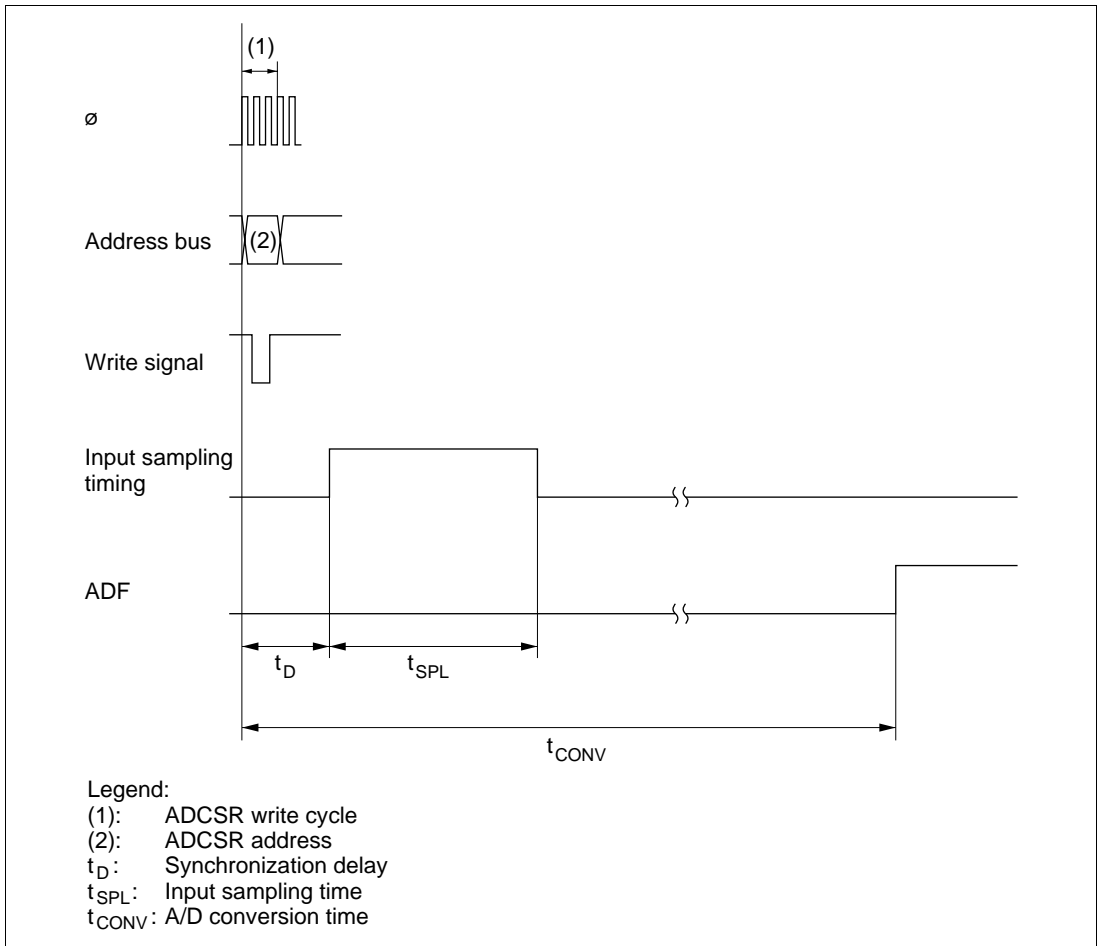 (1)
ø
Address bus
(2)
Write signal
Input sampling
timing
ADF
tD
tSPL
tCONV
Legend:
(1): ADCSR write cycle
(2): ADCSR address
tD: Synchronization delay
tSPL: Input sampling time
tCONV: A/D conversion time